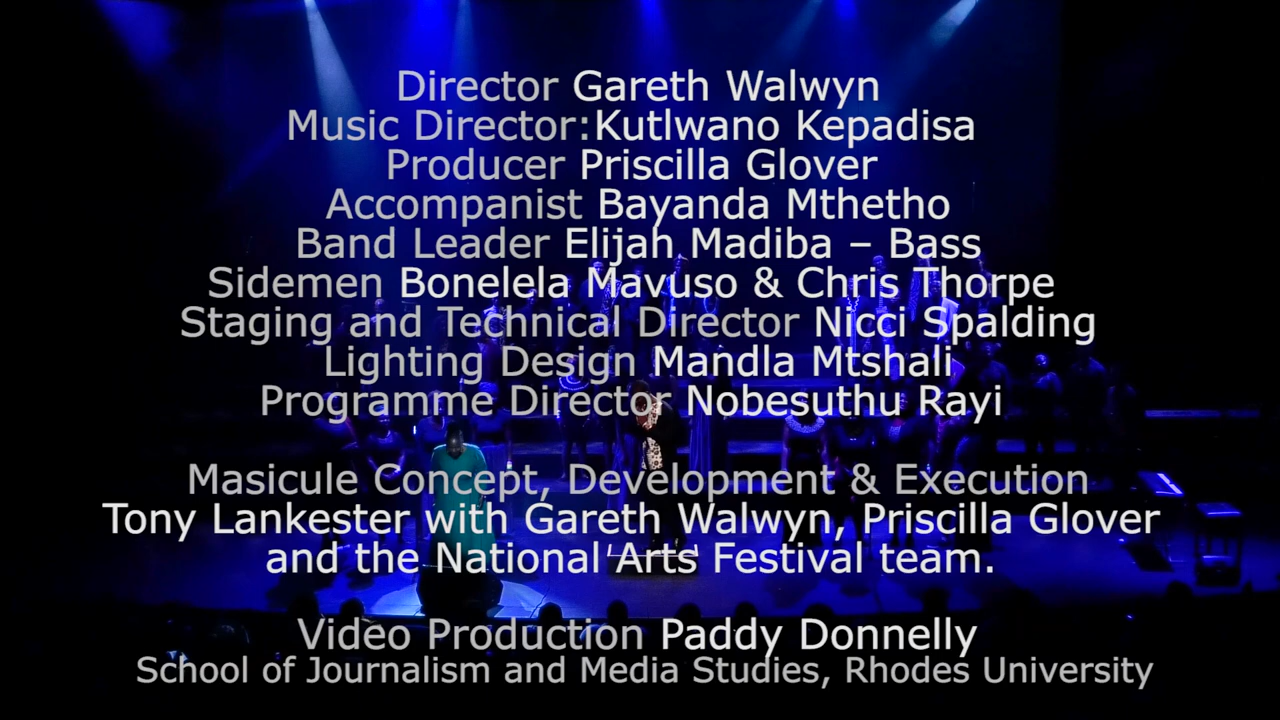 Director Gareth Walwyn
Music Director:Kutlwano Kepadisa
Producer Priscilla Glover
Accompanist Bayanda Mthetho
Band Leader Elijah Madiba – Bass
Sidemen Bonelela Mavuso & Chris Thorpe
Staging and Technical Director Nicci Spalding
Lighting Design Mandla Mtshali
Programme Director Nobesuthu Rayi
Masicule Concept, Development & Execution
Tony Lankester with Gareth Walwyn, Priscilla Glover
and the National Arts Festival team.
Video Production Paddy Donnelly
School of Journalism and Media Studies, Rhodes University